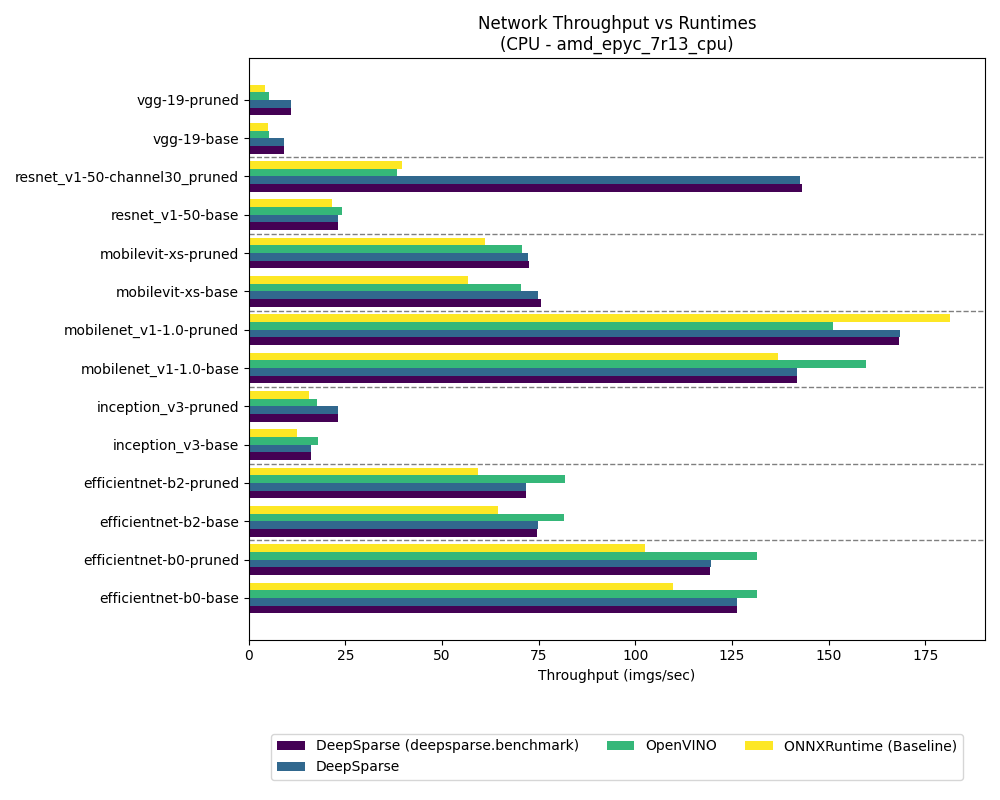 Network Throughput vs Runtimes
(CPU - amd_epyc_7r13_cpu)
vgg-19-pruned
vgg-19-base
resnet_v1-50-channel30_pruned
resnet_v1-50-base
mobilevit-xs-pruned
mobilevit-xs-base
mobilenet_v1-1.0-pruned
mobilenet_v1-1.0-base
inception_v3-pruned
inception_v3-base
efficientnet-b2-pruned
efficientnet-b2-base
efficientnet-b0-pruned
efficientnet-b0-base
0 25 50 75 100 125 150 175
Throughput (imgs/sec)
DeepSparse (deepsparse.benchmark) OpenVINO ONNXRuntime (Baseline)
DeepSparse